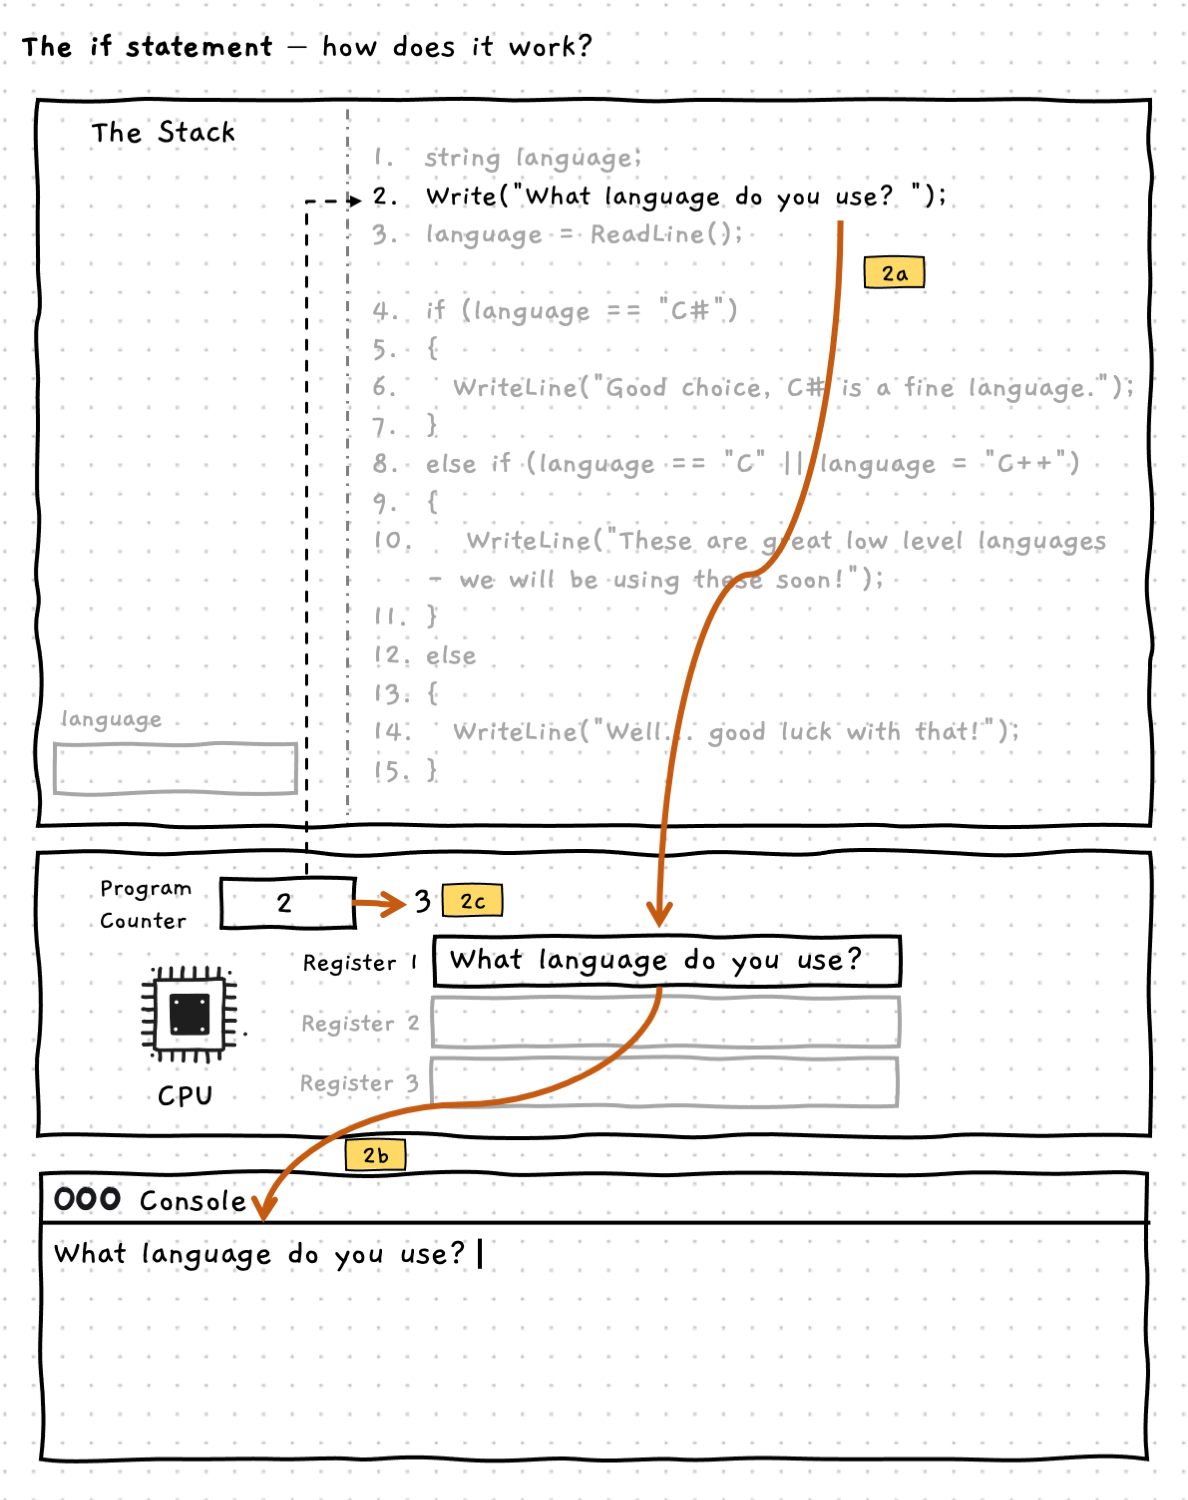 The if statement — how does it work?
The Stack
1. string language;
2. Write("What language do you use? ");
3. language = ReadLine();
2a
4. if (language == "C#")
5. {
6. WriteLine("Good choice, C# is a fine language.");
7. }
8. else if (language == "C" || language = "C++")
9. {
10. WriteLine("These are great low level languages
- we will be using these soon!");
11. }
12. else
13. {
14. WriteLine("Well... good luck with that!");
15. }
language
Program
Counter
2
3
2c
Register 1
What language do you use?
Register 2
Register 3
CPU
2b
Console
What language do you use?